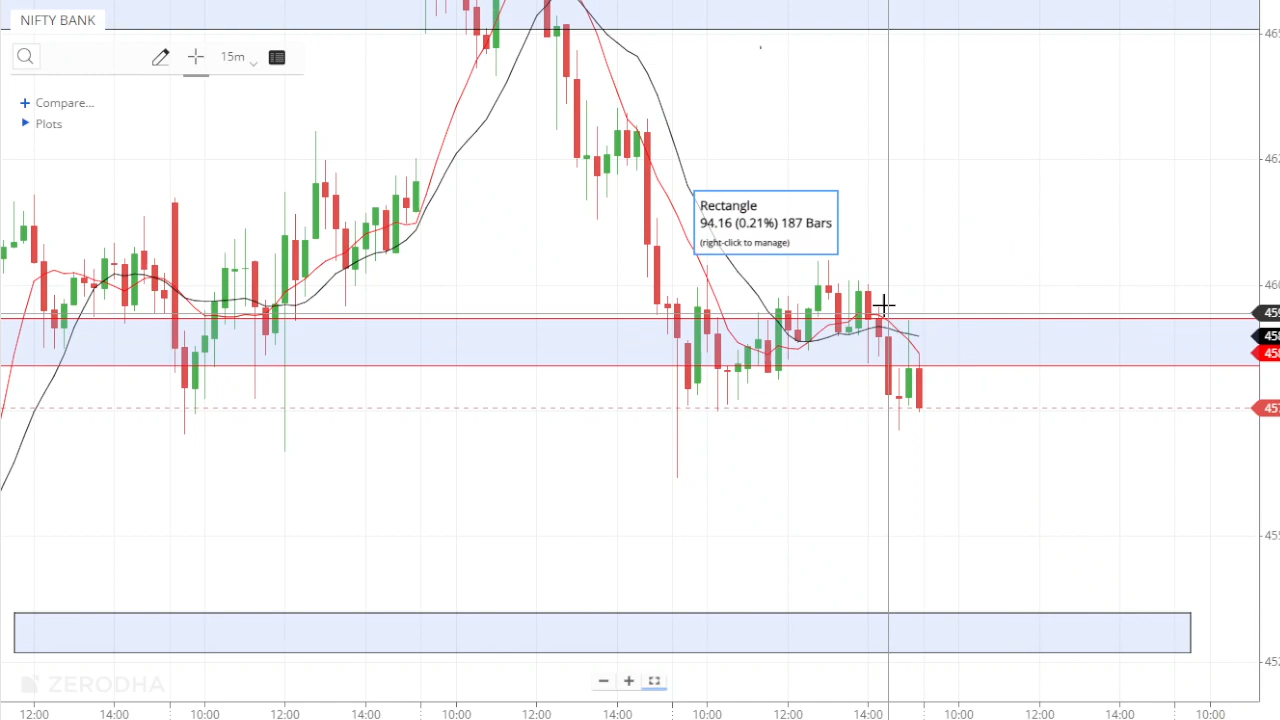 NIFTY BANK
15m
Compare...
Plots
Rectangle
94.16 (0.21%) 187 Bars
(right-click to manage)
ZERODHA
12:00 14:00 10:00 12:00 14:00 10:00 12:00 14:00 10:00 12:00 14:00 10:00 12:00 14:00 10:00